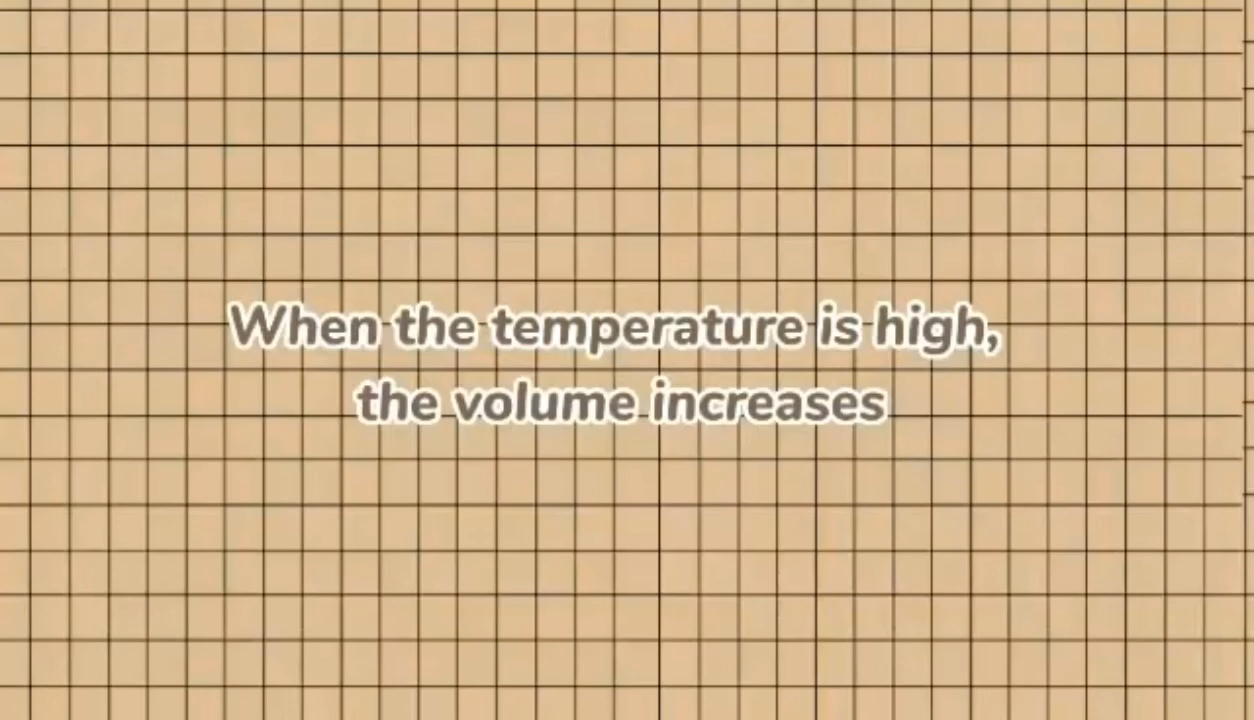 When the temperature is high,
the volume increases